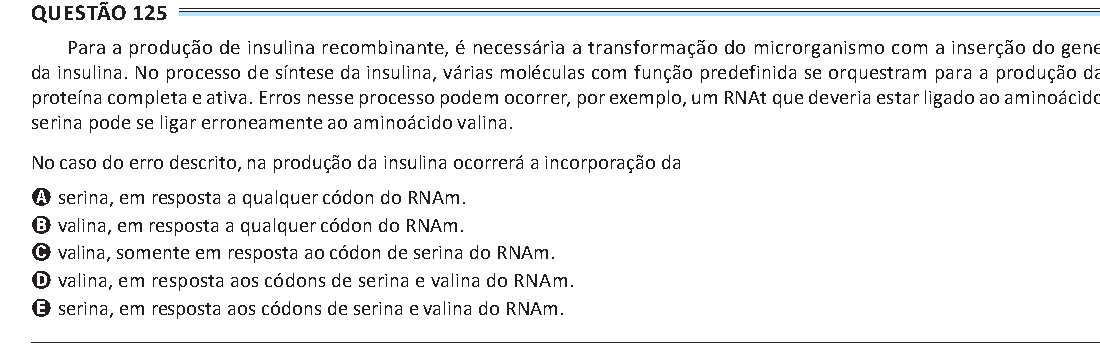 QUESTÃO 125
Para a produção de insulina recombinante, é necessária a transformação do microrganismo com a inserção do gene
da insulina. No processo de síntese da insulina, várias moléculas com função predefinida se orquestram para a produção da
proteína completa e ativa. Erros nesse processo podem ocorrer, por exemplo, um RNAt que deveria estar ligado ao aminoácido
serina pode se ligar erroneamente ao aminoácido valina.
No caso do erro descrito, na produção da insulina ocorrerá a incorporação da
A serina, em resposta a qualquer códon do RNAm.
B valina, em resposta a qualquer códon do RNAm.
C valina, somente em resposta ao códon de serina do RNAm.
D valina, em resposta aos códons de serina e valina do RNAm.
E serina, em resposta aos códons de serina e valina do RNAm.